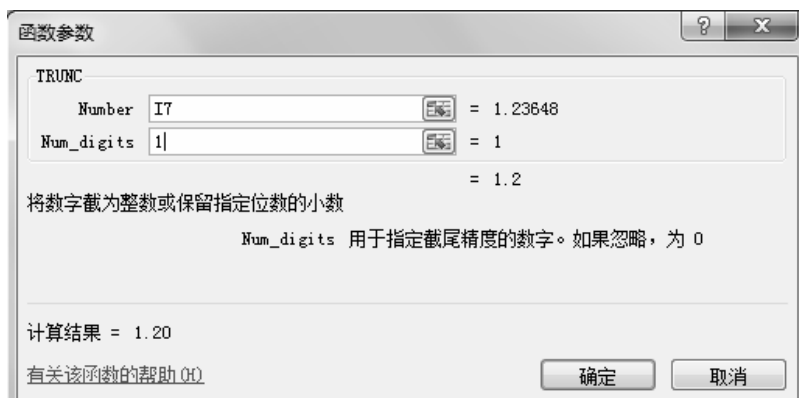 函数参数
TRUNC
Number I7 = 1.23648
Num_digits 1 = 1
= 1.2
将数字截为整数或保留指定位数的小数
Num_digits 用于指定截尾精度的数字。如果忽略，为 0
计算结果 = 1.20
有关该函数的帮助(H) 确定 取消